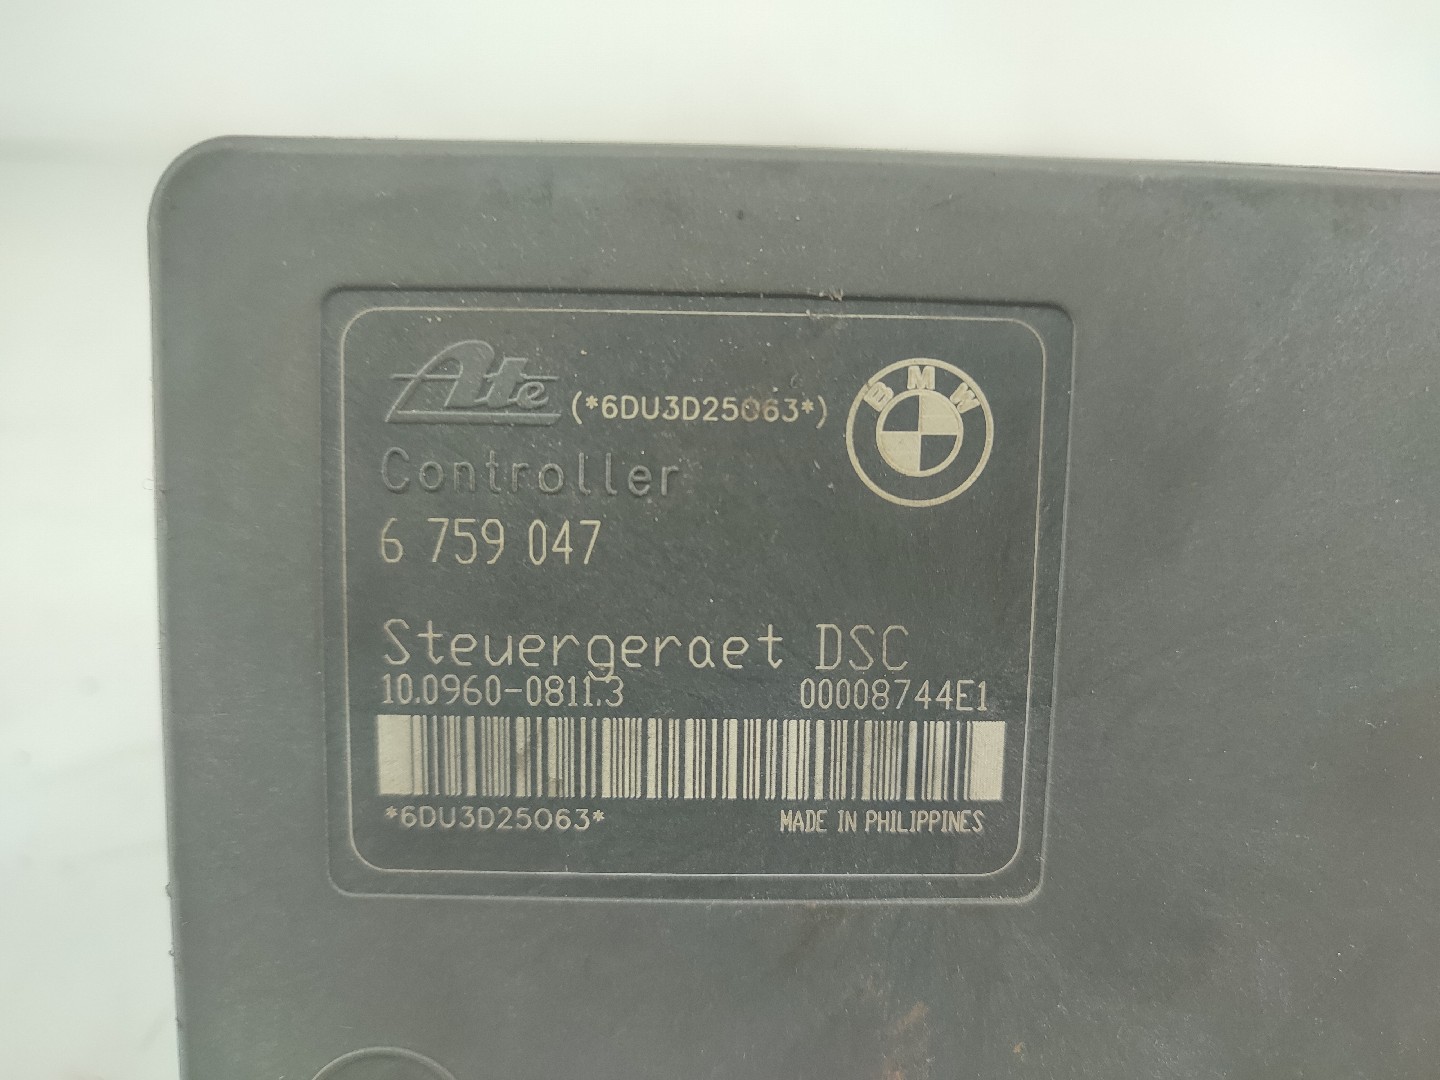 Ate (*6DU3D25063*) BMW
Controller
6 759 047
Steuergeraet DSC
10.0960-0811.3 00008744E1
*6DU3D25063* MADE IN PHILIPPINES